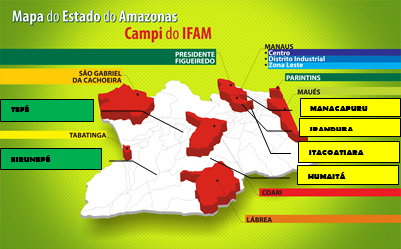 Mapa do Estado do Amazonas
Campi do IFAM
PRESIDENTE
FIGUEIREDO
MANAUS
• Centro
• Distrito Industrial
• Zona Leste
SÃO GABRIEL
DA CACHOEIRA
PARINTINS
MAUÉS
TEFÉ
MANACAPURU
IRANDUBA
TABATINGA
ITACOATIARA
EIRUNEPÉ
HUMAITÁ
COARI
LÁBREA